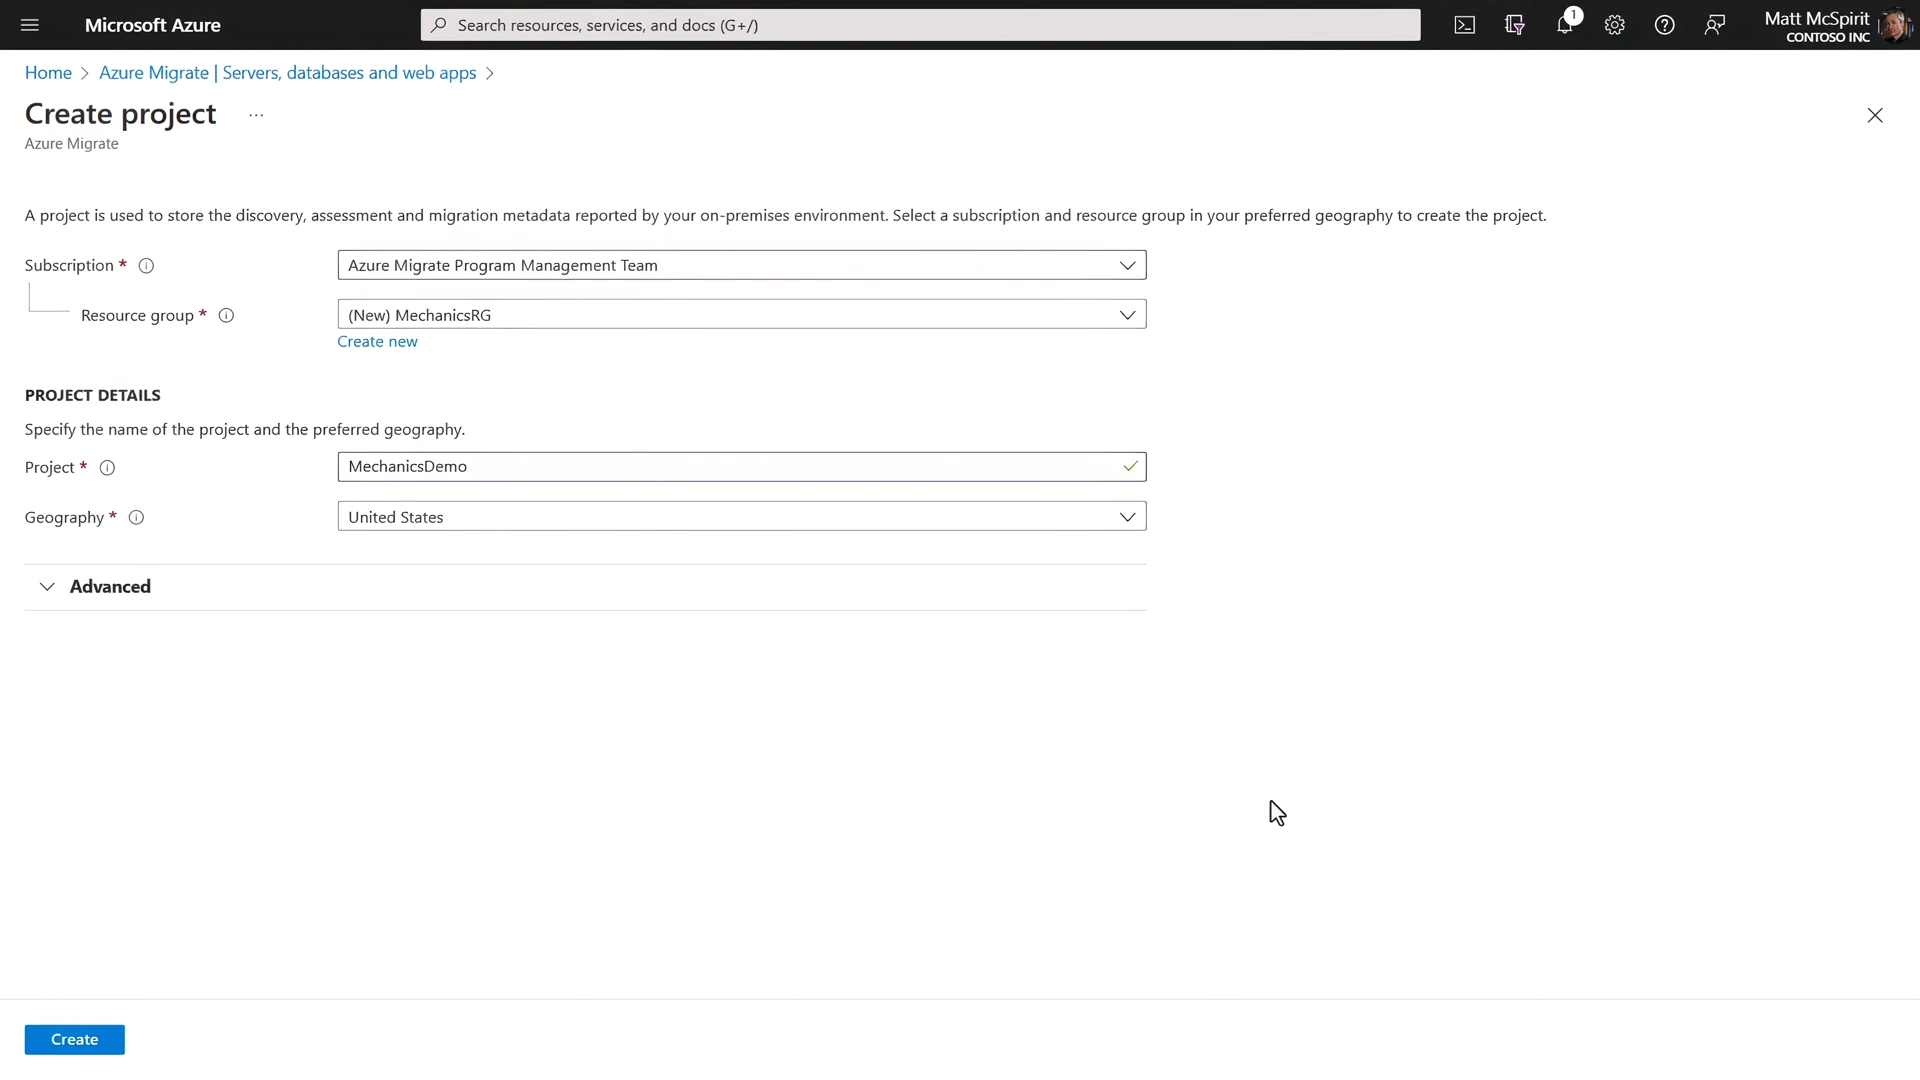 Microsoft Azure
Search resources, services, and docs (G+/)
1
Matt McSpirit
CONTOSO INC
Home > Azure Migrate | Servers, databases and web apps >
Create project ...
Azure Migrate
A project is used to store the discovery, assessment and migration metadata reported by your on-premises environment. Select a subscription and resource group in your preferred geography to create the project.
Subscription * Azure Migrate Program Management Team
Resource group * (New) MechanicsRG
Create new
PROJECT DETAILS
Specify the name of the project and the preferred geography.
Project * MechanicsDemo
Geography * United States
Advanced
Create